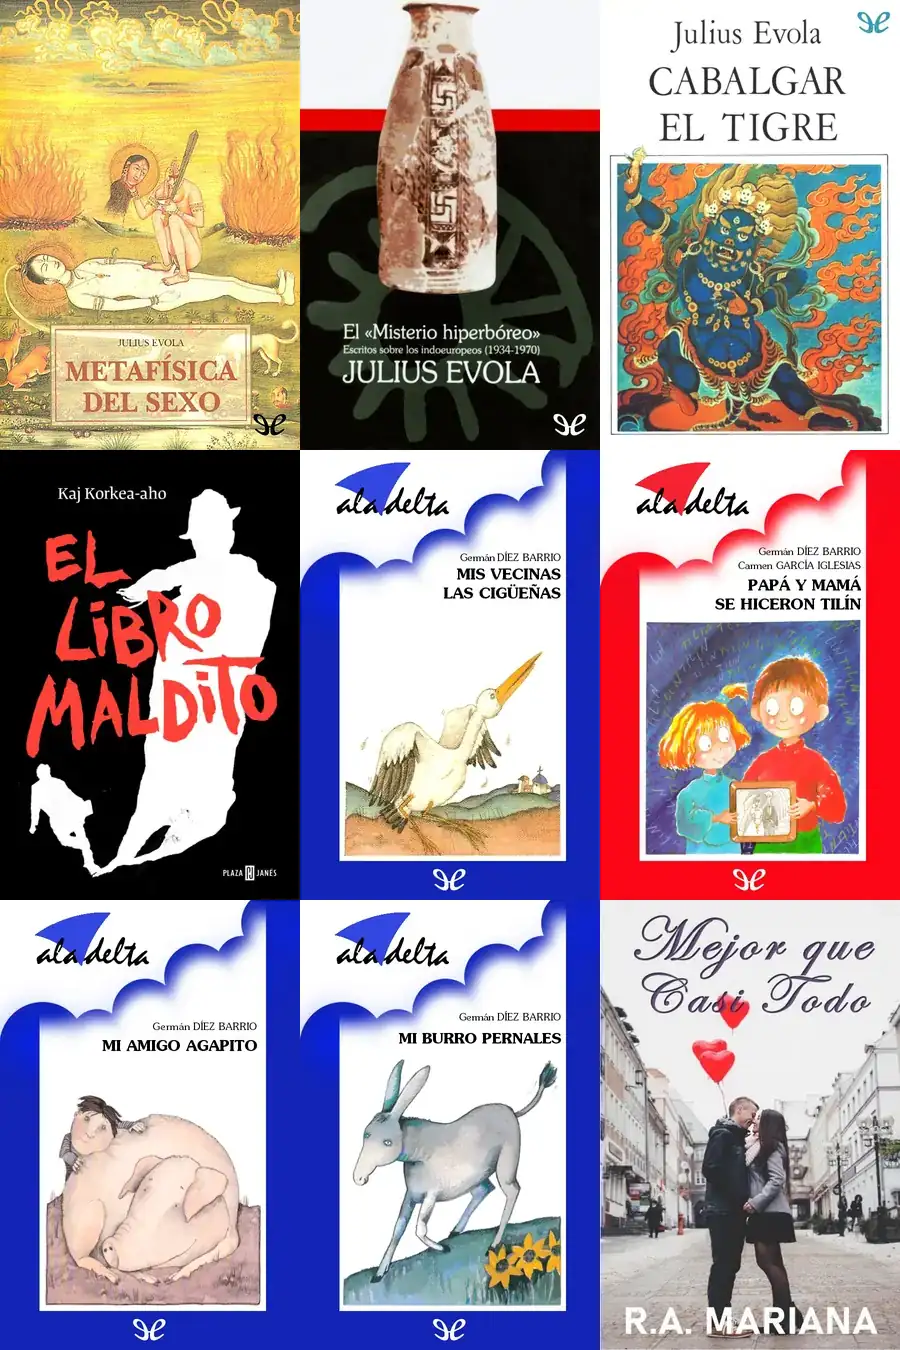 JULIUS EVOLA
METAFÍSICA
DEL SEXO
El «Misterio hiperbóreo»
Escritos sobre los indoeuropeos (1934-1970)
JULIUS EVOLA
Julius Evola
CABALGAR
EL TIGRE
Kaj Korkea-aho
EL
LiBRO
MALDiTO
PLAZA JANES
ala delta
Germán DÍEZ BARRIO
MIS VECINAS
LAS CIGÜEÑAS
ala delta
Germán DÍEZ BARRIO
Carmen GARCÍA IGLESIAS
PAPÁ Y MAMÁ
SE HICERON TILÍN
ala delta
Germán DÍEZ BARRIO
MI AMIGO AGAPITO
ala delta
Germán DÍEZ BARRIO
MI BURRO PERNALES
Mejor que
Casi Todo
R.A. MARIANA